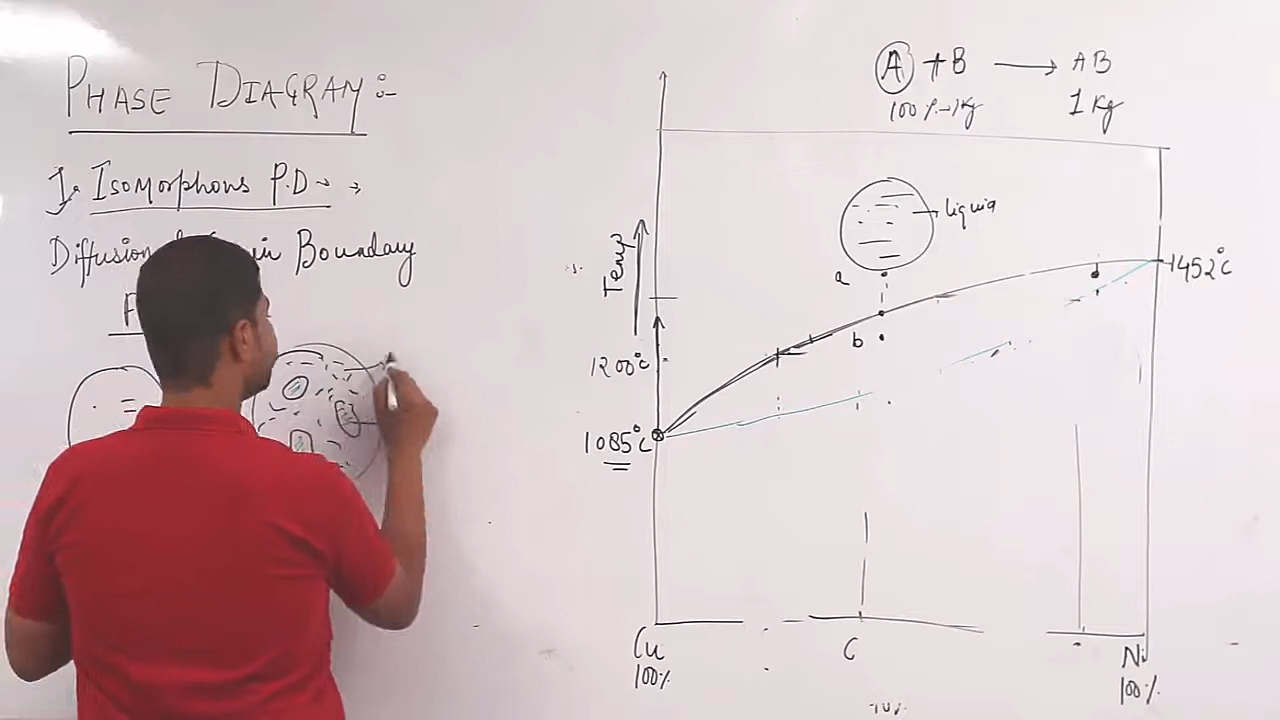 PHASE DIAGRAM:-
I. Isomorphous P.D - →
Diffusion Boundary
F
A + B → AB
100% → 1Kg 1 Kg
liquid
a
b
d
Temp
1452°C
1200°C
1085°C
Cu C Ni
100% 100%